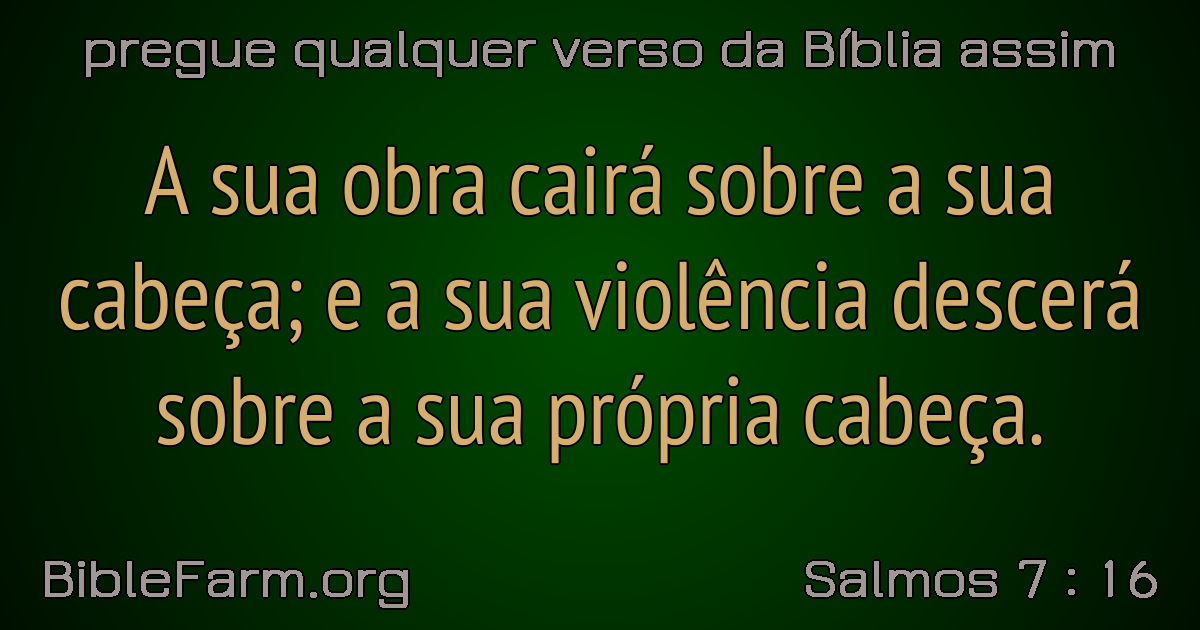 pregue qualquer verso da Bíblia assim
A sua obra cairá sobre a sua
cabeça; e a sua violência descerá
sobre a sua própria cabeça.
BibleFarm.org
Salmos 7 : 16